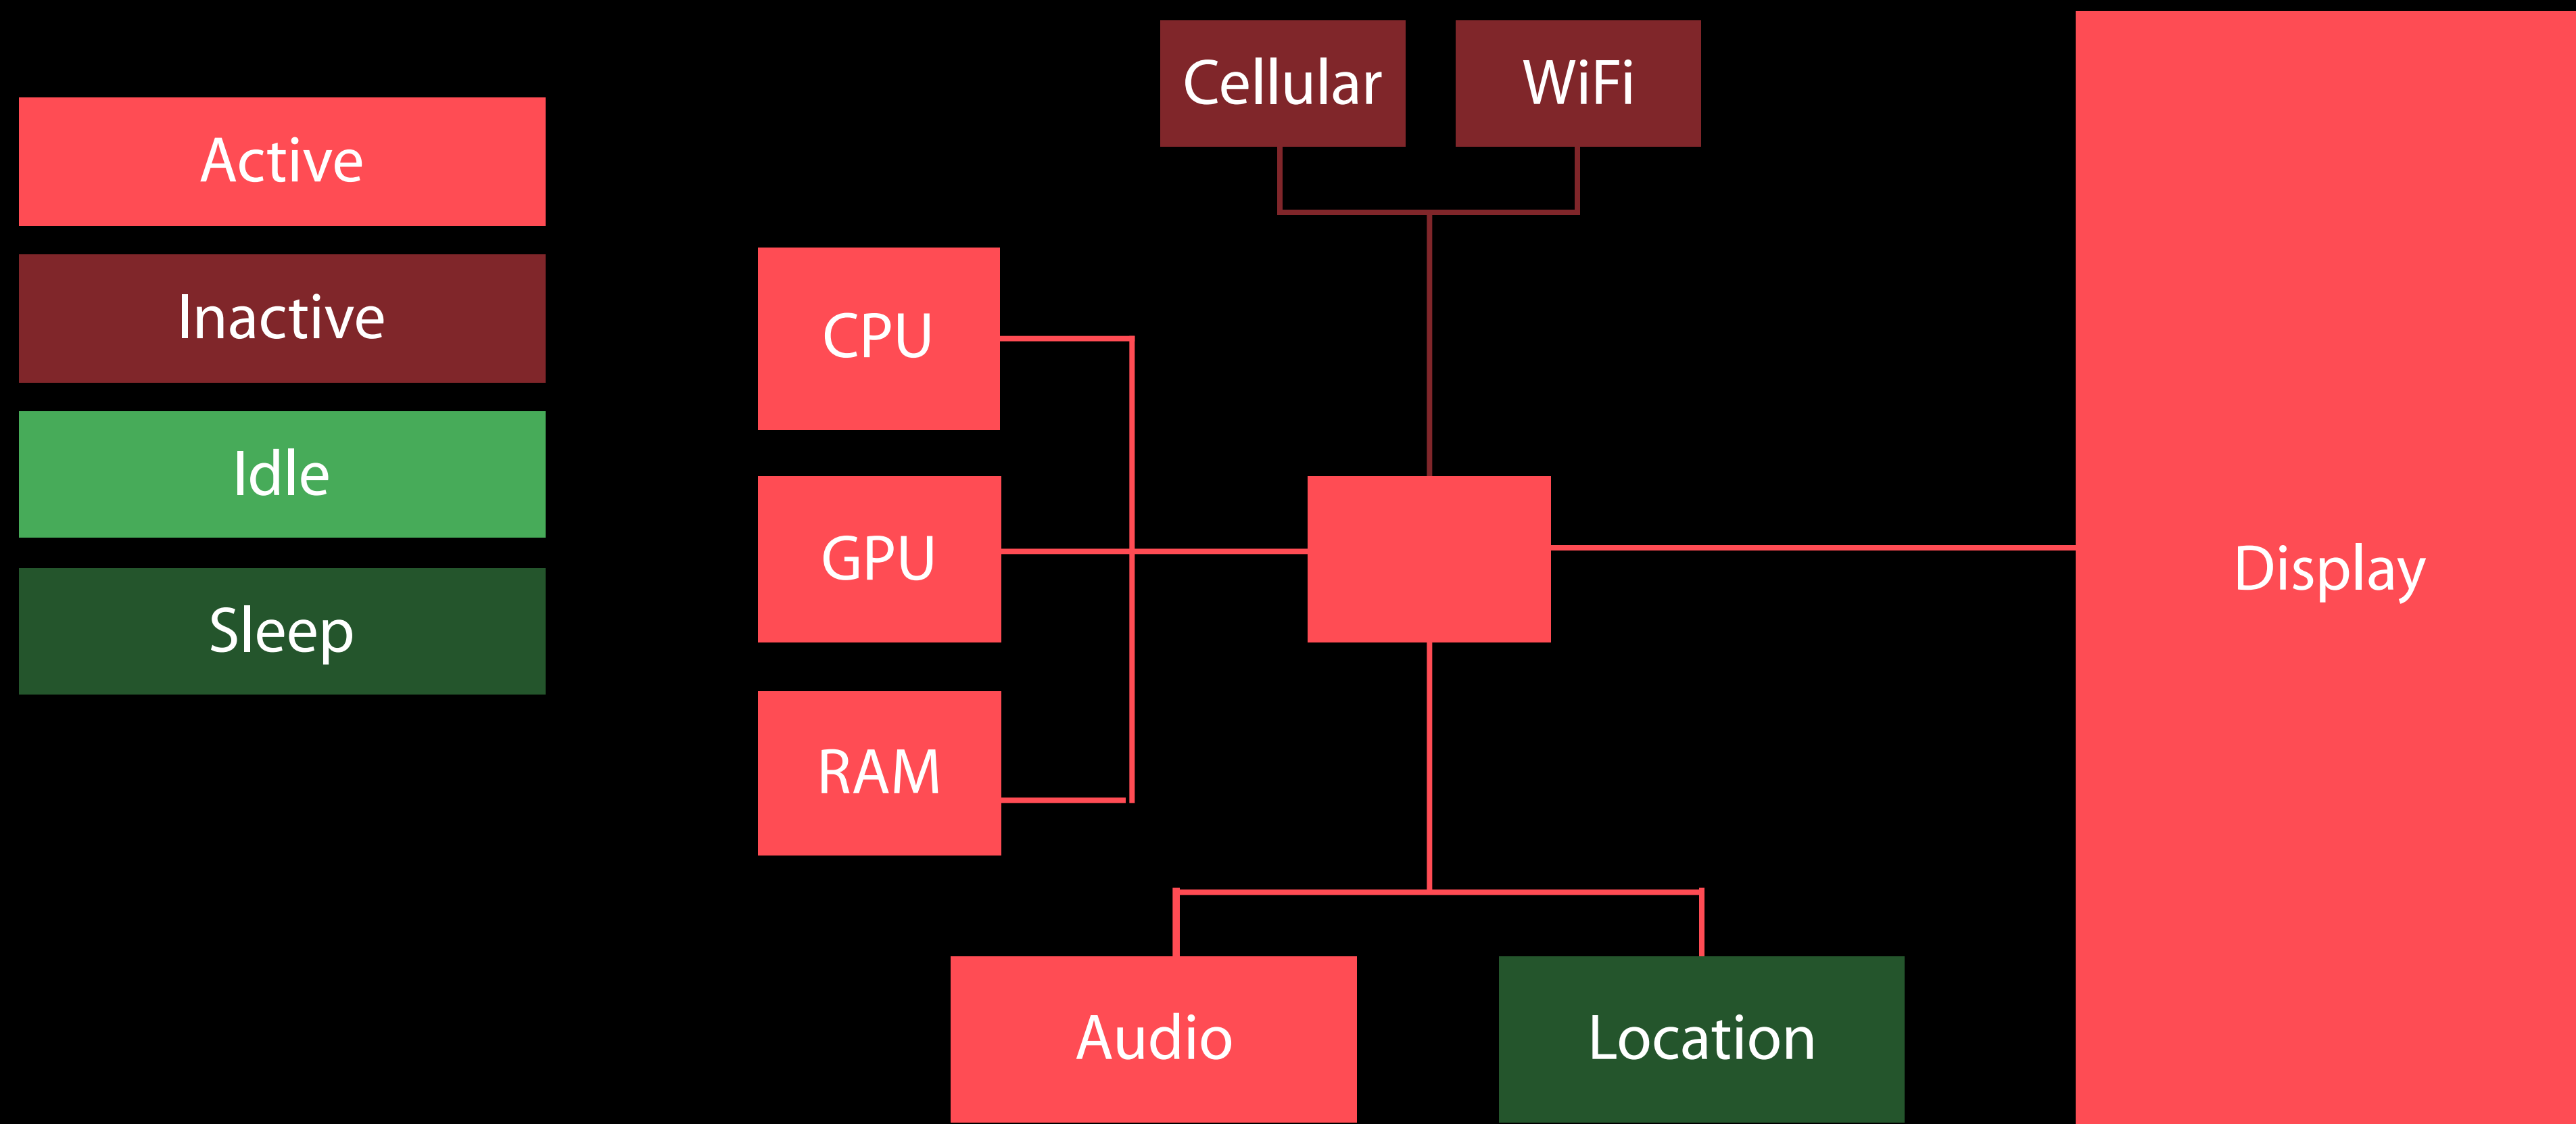 Active
Inactive
Idle
Sleep
Cellular
WiFi
CPU
GPU
RAM
Display
Audio
Location